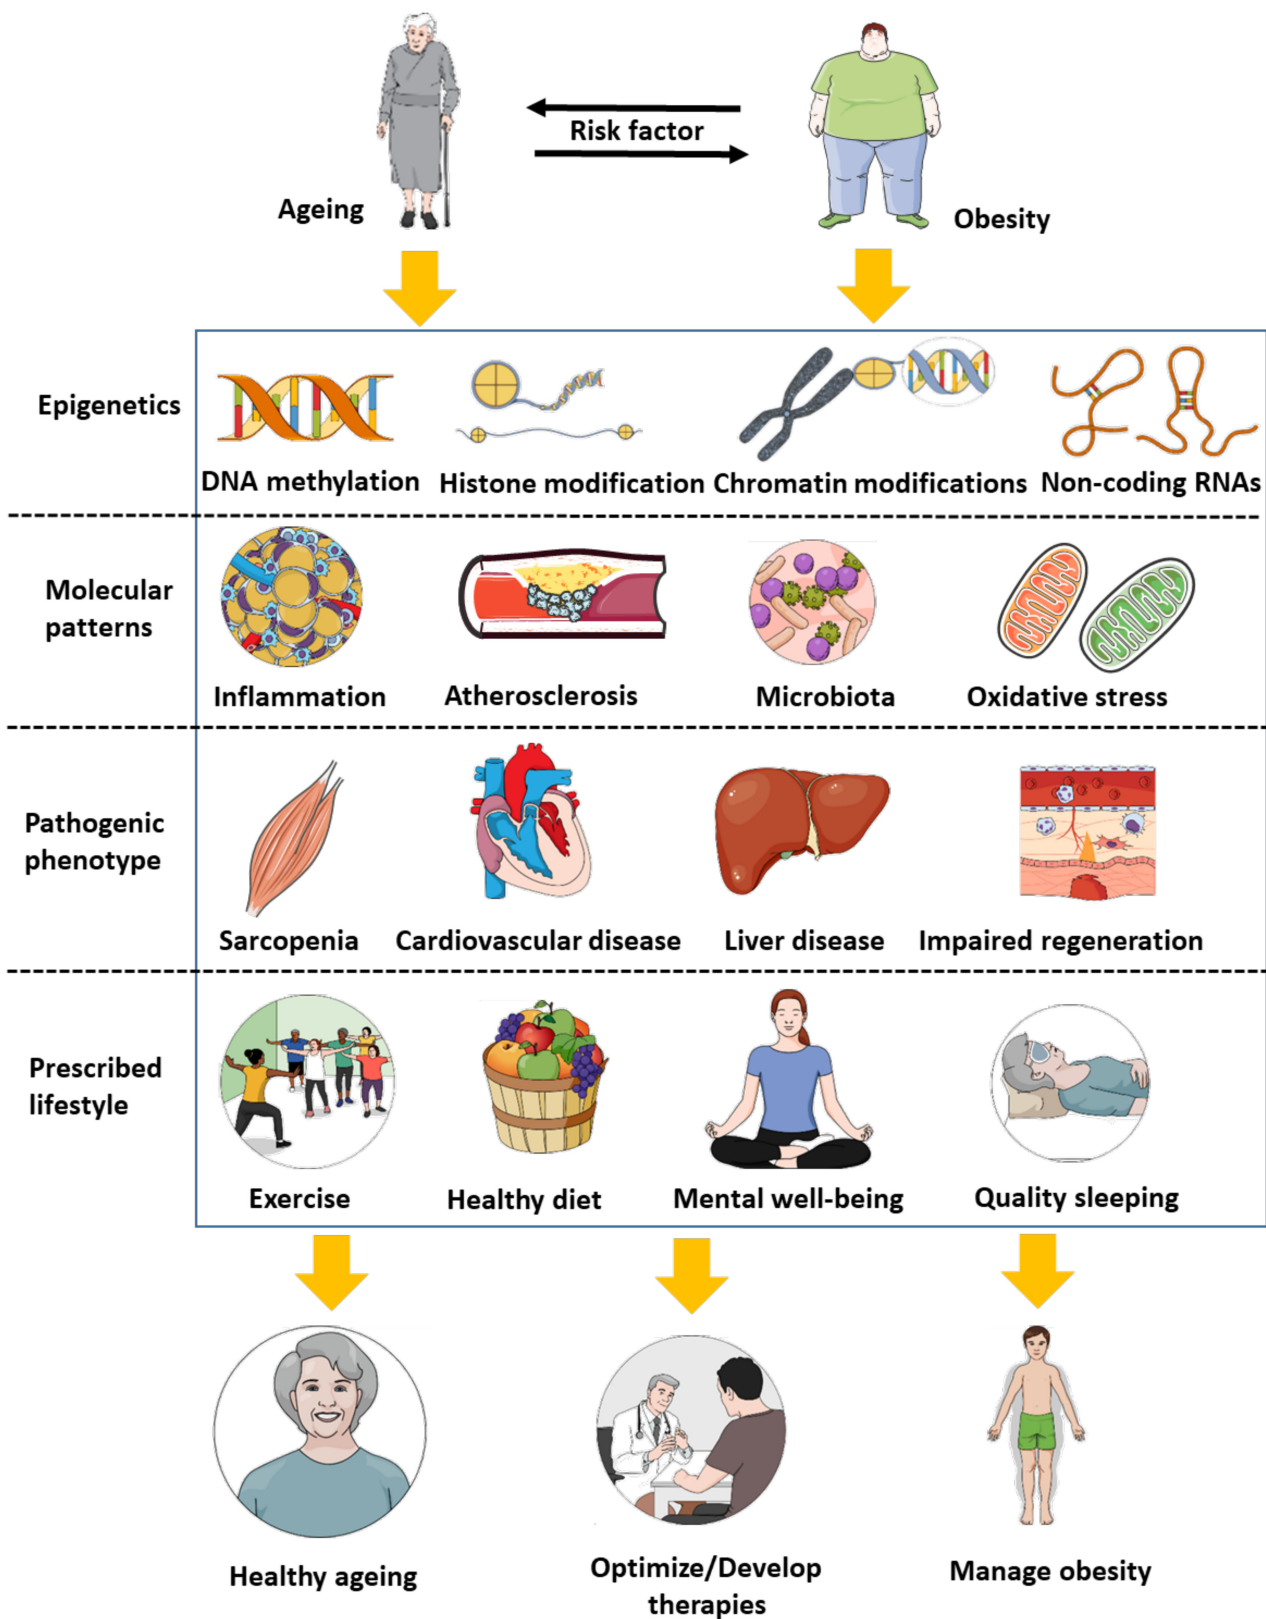 Risk factor
Ageing
Obesity
Epigenetics
DNA methylation
Histone modification
Chromatin modifications
Non-coding RNAs
Molecular
patterns
Inflammation
Atherosclerosis
Microbiota
Oxidative stress
Pathogenic
phenotype
Sarcopenia
Cardiovascular disease
Liver disease
Impaired regeneration
Prescribed
lifestyle
Exercise
Healthy diet
Mental well-being
Quality sleeping
Healthy ageing
Optimize/Develop
therapies
Manage obesity